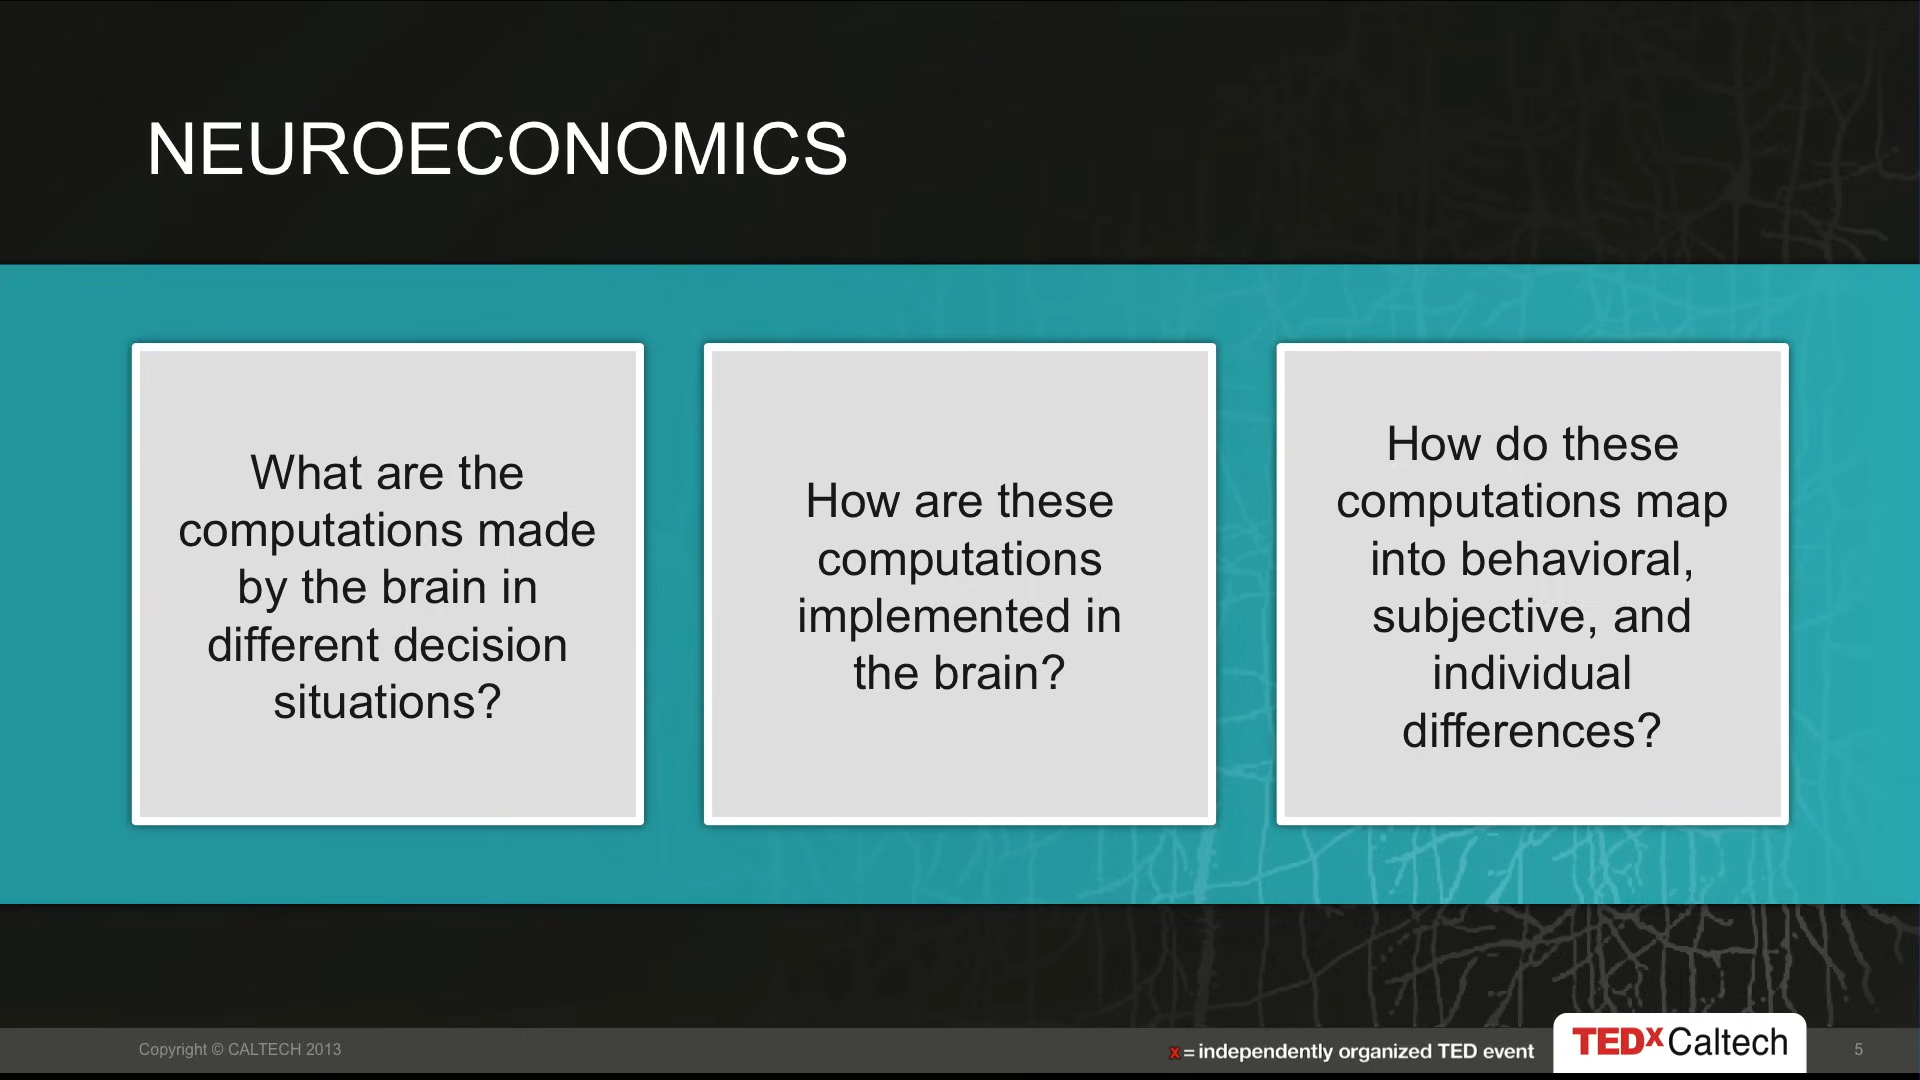 NEUROECONOMICS
What are the
computations made
by the brain in
different decision
situations?
How are these
computations
implemented in
the brain?
How do these
computations map
into behavioral,
subjective, and
individual
differences?
Copyright © CALTECH 2013
x = independently organized TED event
TEDx Caltech
5